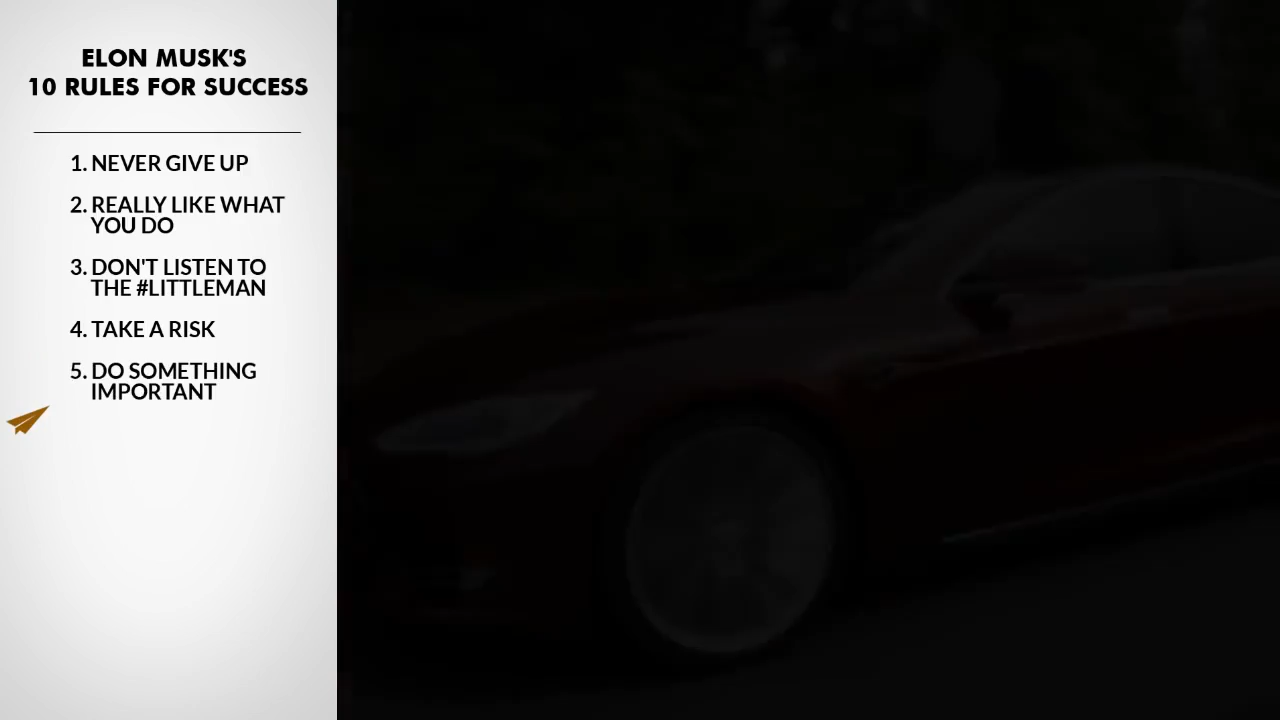 ELON MUSK'S
10 RULES FOR SUCCESS
1. NEVER GIVE UP
2. REALLY LIKE WHAT
YOU DO
3. DON'T LISTEN TO
THE #LITTLEMAN
4. TAKE A RISK
5. DO SOMETHING
IMPORTANT